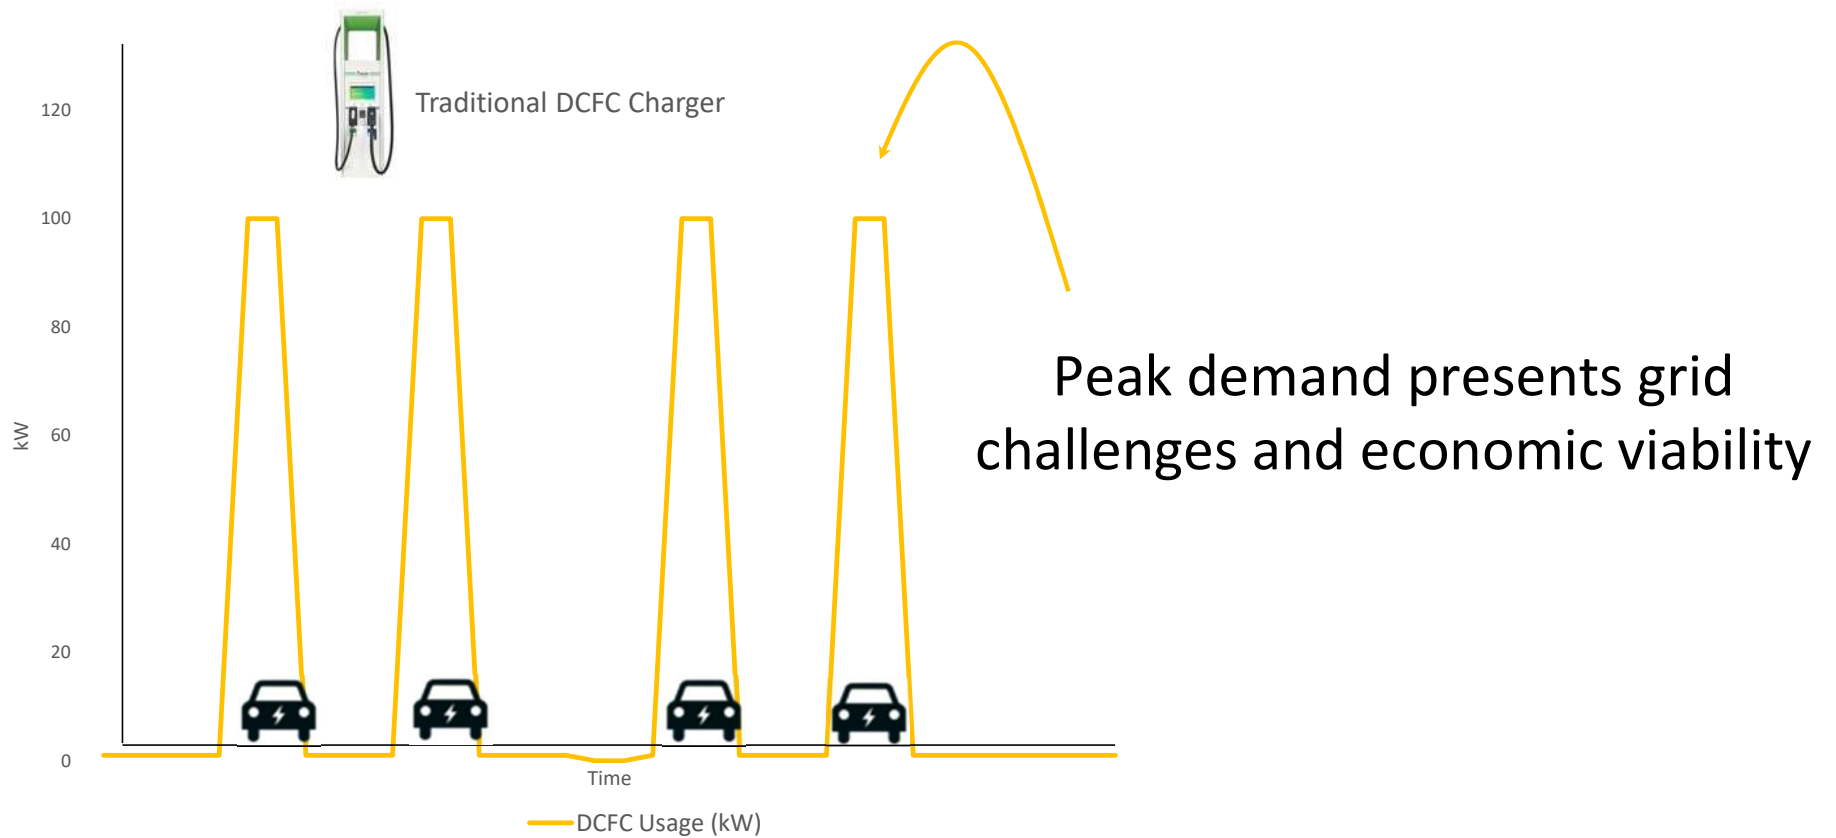 Traditional DCFC Charger
120
100
80
60
40
20
0
kW
Time
DCFC Usage (kW)
Peak demand presents grid
challenges and economic viability